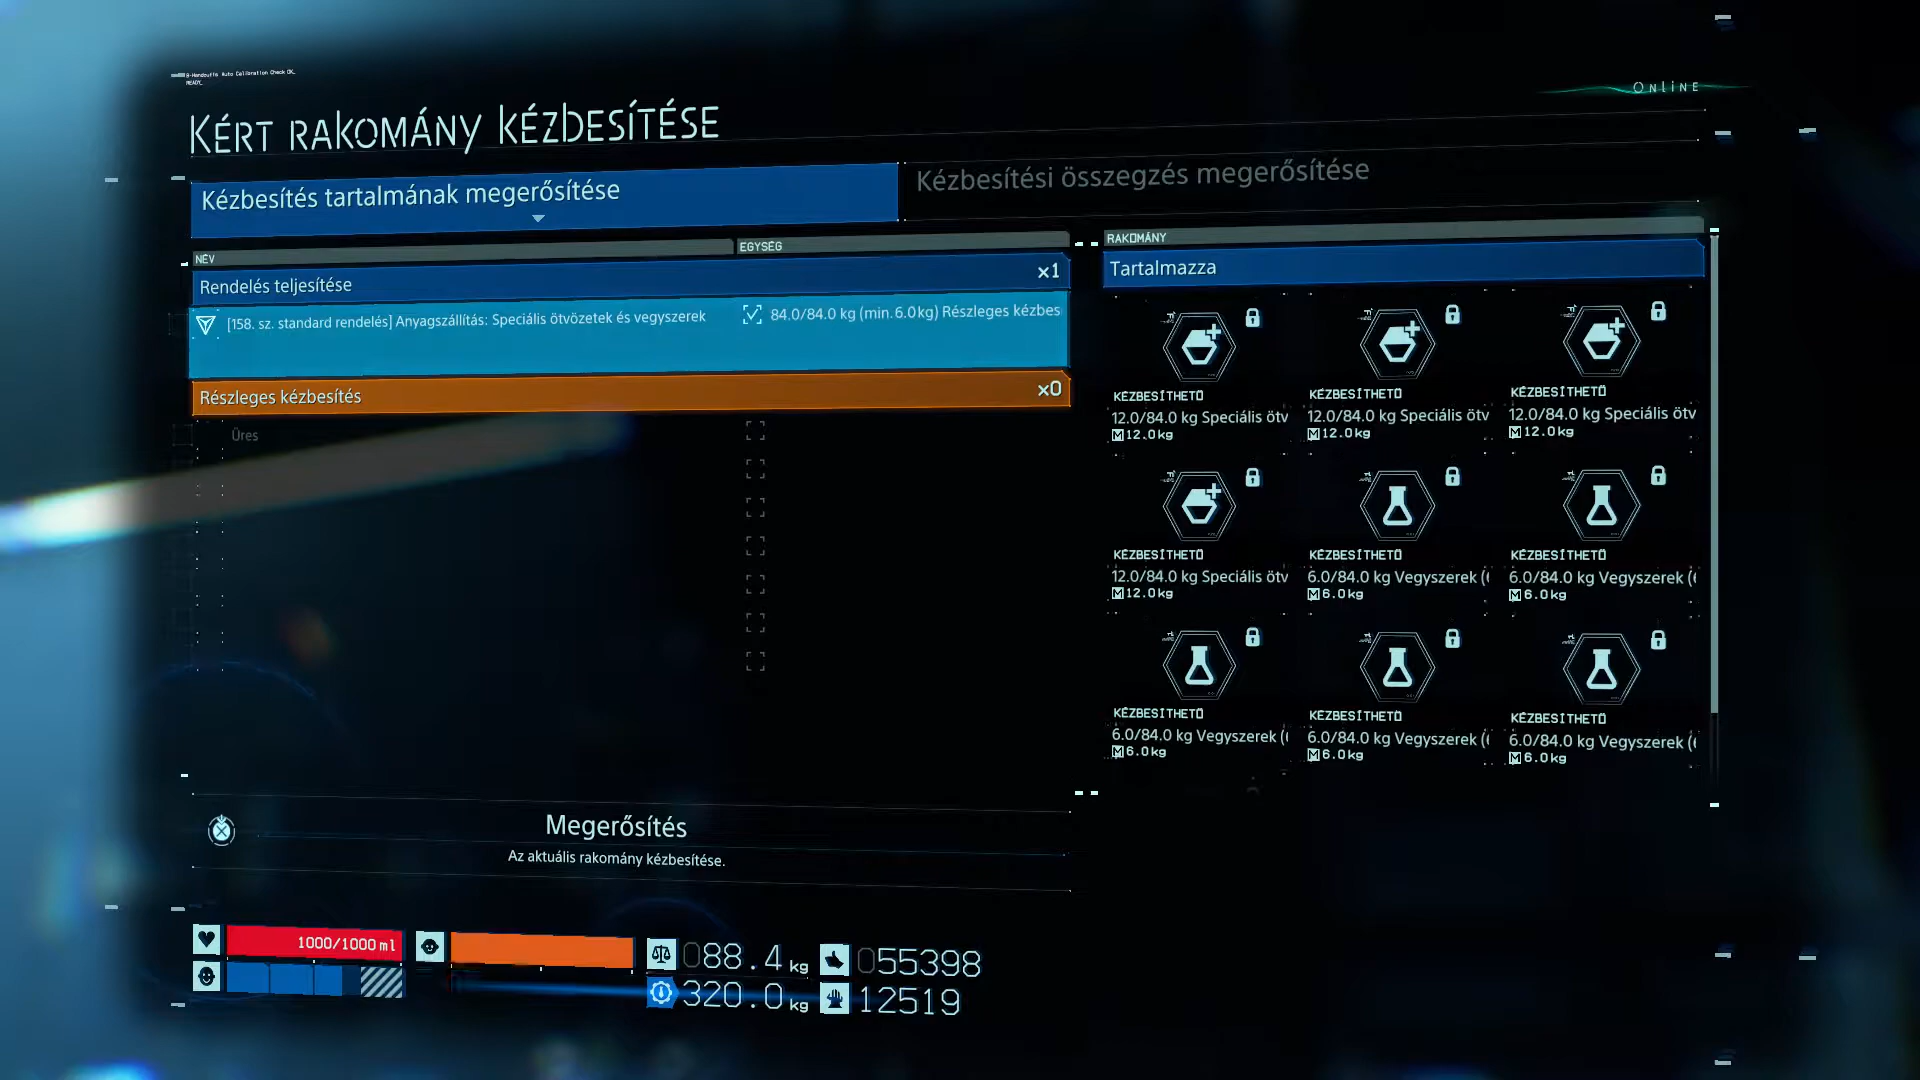 B-Handcuffs Auto Calibration Check OK_
READY_
Online
Kért rakomány kézbesítése
Kézbesítés tartalmának megerősítése
Kézbesítési összegzés megerősítése
NÉV
EGYSÉG
RAKOMÁNY
Rendelés teljesítése
x1
Tartalmazza
[158. sz. standard rendelés] Anyagszállítás: Speciális ötvözetek és vegyszerek
84.0/84.0 kg (min.6.0kg) Részleges kézbes
Részleges kézbesítés
x0
Üres
KÉZBESÍTHETŐ
12.0/84.0 kg Speciális ötv
M 12.0kg
KÉZBESÍTHETŐ
12.0/84.0 kg Speciális ötv
M 12.0kg
KÉZBESÍTHETŐ
12.0/84.0 kg Speciális ötv
M 12.0kg
KÉZBESÍTHETŐ
12.0/84.0 kg Speciális ötv
M 12.0kg
KÉZBESÍTHETŐ
6.0/84.0 kg Vegyszerek (
M 6.0kg
KÉZBESÍTHETŐ
6.0/84.0 kg Vegyszerek (
M 6.0kg
KÉZBESÍTHETŐ
6.0/84.0 kg Vegyszerek (
M 6.0kg
KÉZBESÍTHETŐ
6.0/84.0 kg Vegyszerek (
M 6.0kg
KÉZBESÍTHETŐ
6.0/84.0 kg Vegyszerek (
M 6.0kg
Megerősítés
Az aktuális rakomány kézbesítése.
1000/1000 ml
088.4 kg
055398
320.0 kg
12519